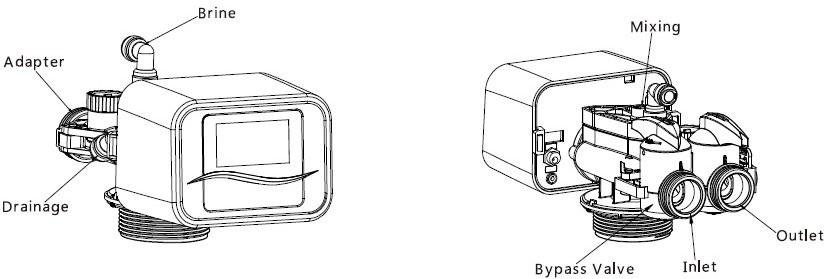 Brine
Adapter
Drainage
Mixing
Outlet
Inlet
Bypass Valve